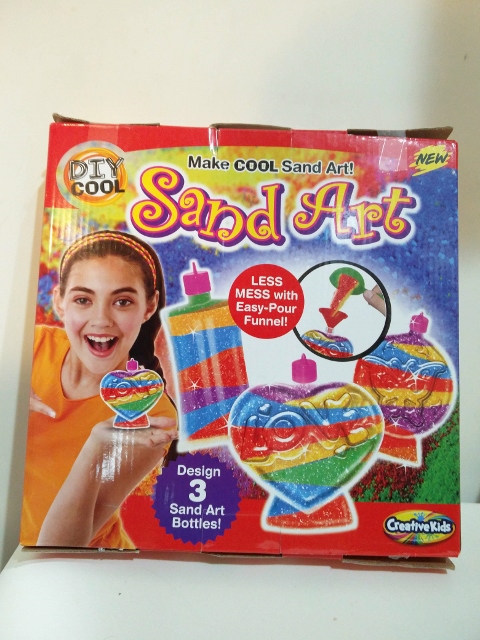 DIY
COOL
Make COOL Sand Art!
NEW
Sand Art
LESS
MESS with
Easy-Pour
Funnel!
LOVE
LOVE
Design
3
Sand Art
Bottles!
Creative Kids